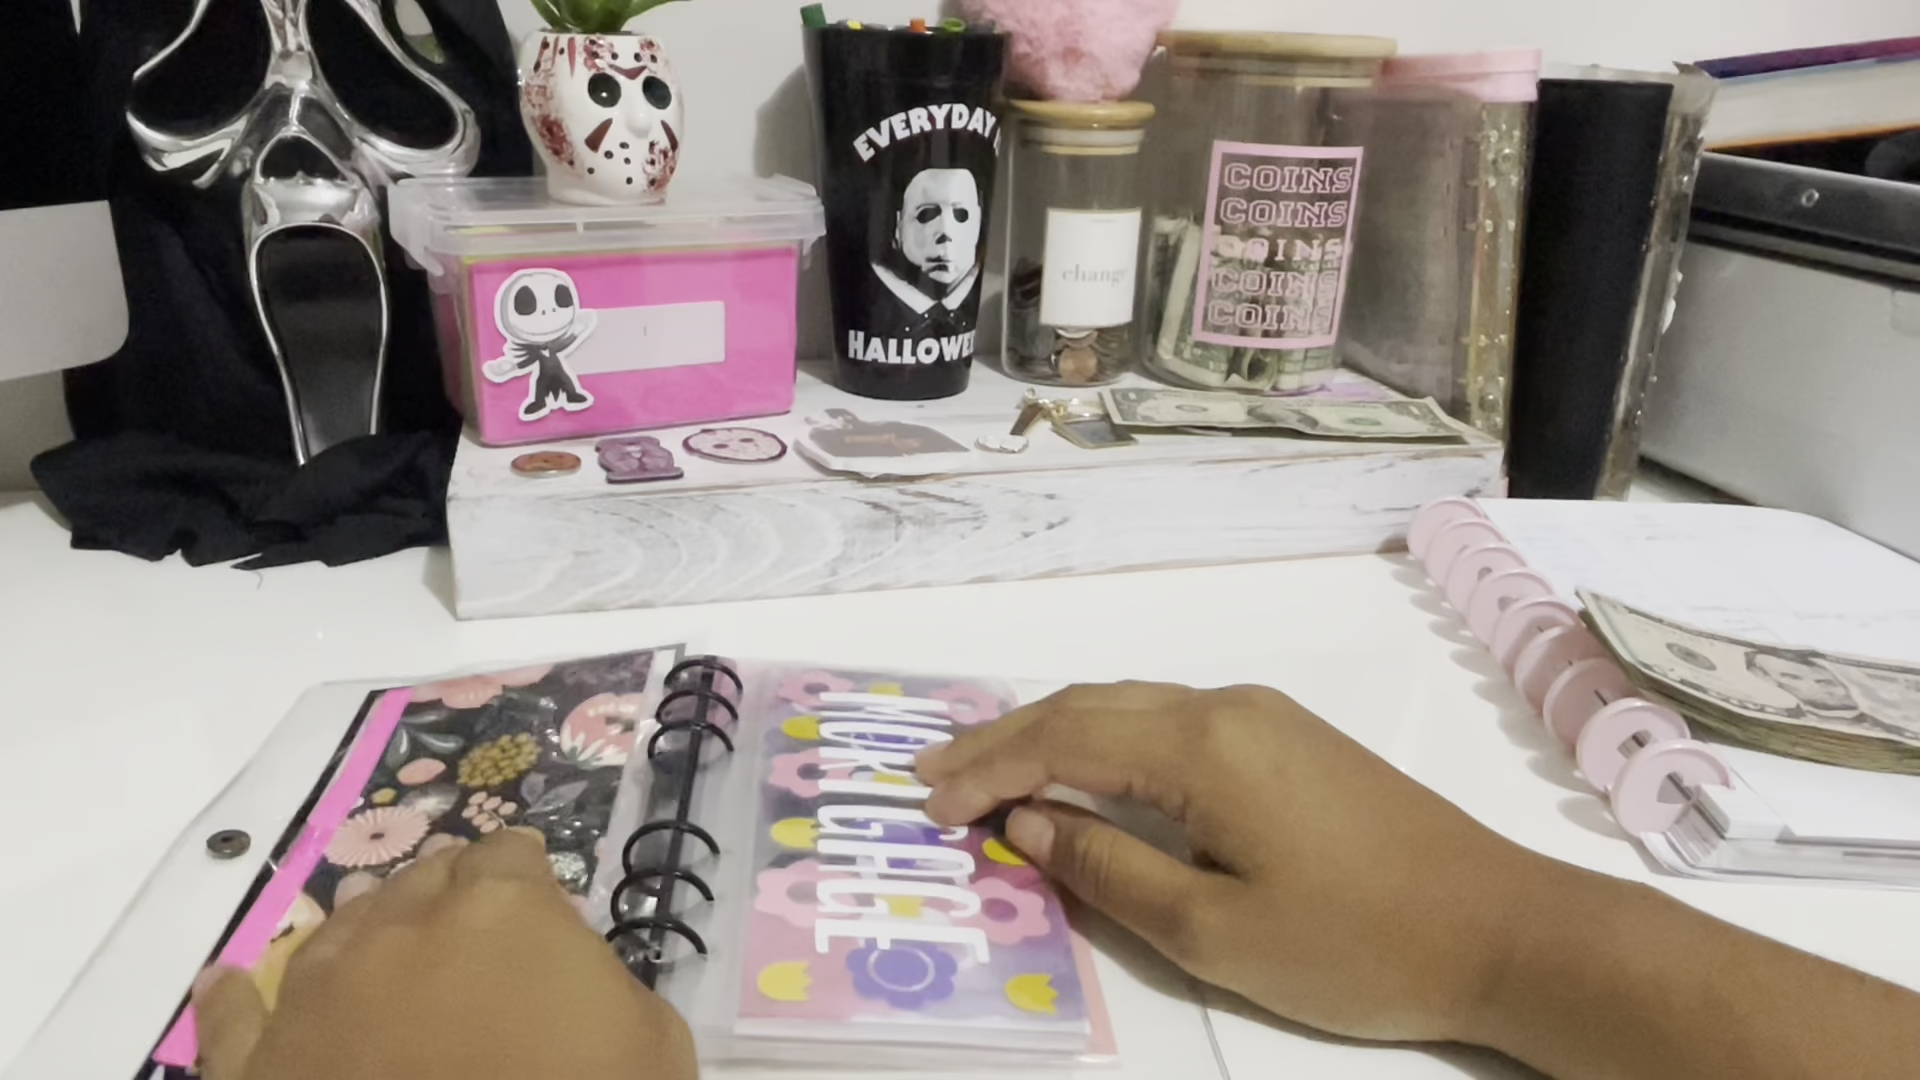 EVERYDAY
HALLOWE
change
COINS
COINS
COINS
COINS
COINS
MORTGAGE